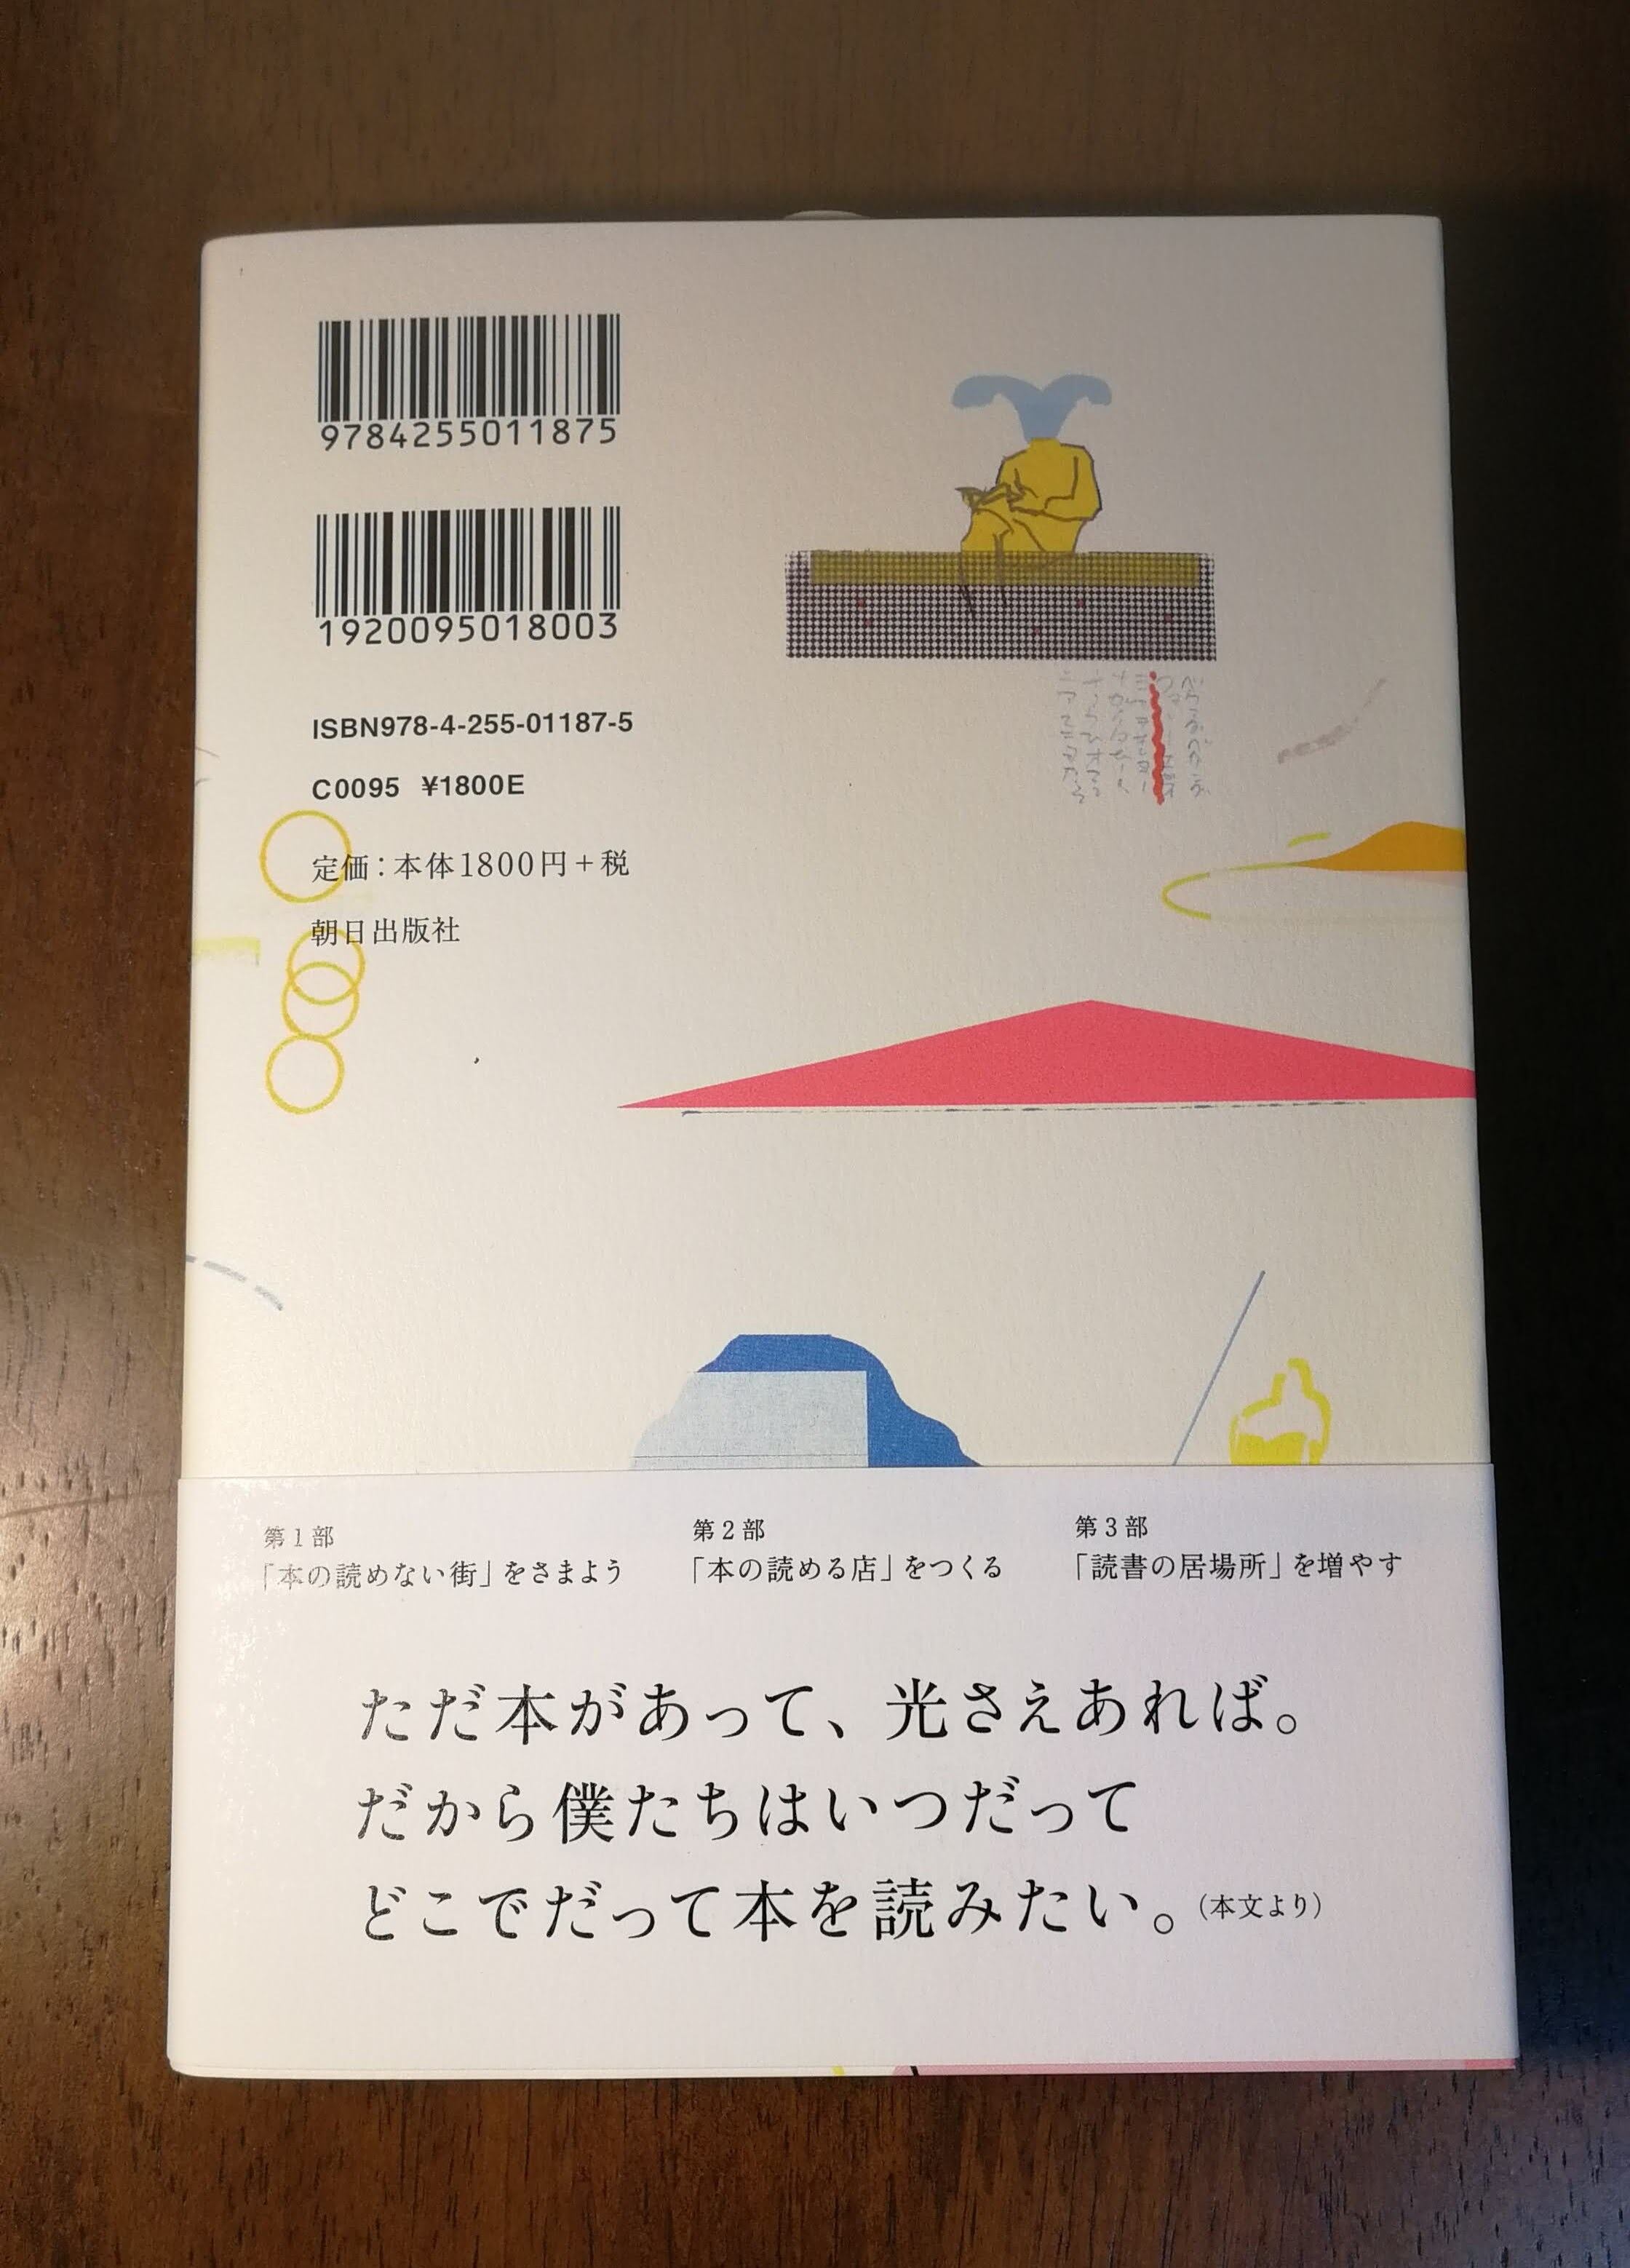 9784255011875
1920095018003
ISBN978-4-255-01187-5
C0095 ¥1800E
定価:本体1800円+税
朝日出版社
第1部
「本の読めない街」をさまよう
第2部
「本の読める店」をつくる
第3部
「読書の居場所」を増やす
ただ本があって、光さえあれば。
だから僕たちはいつだって
どこでだって本を読みたい。(本文より)